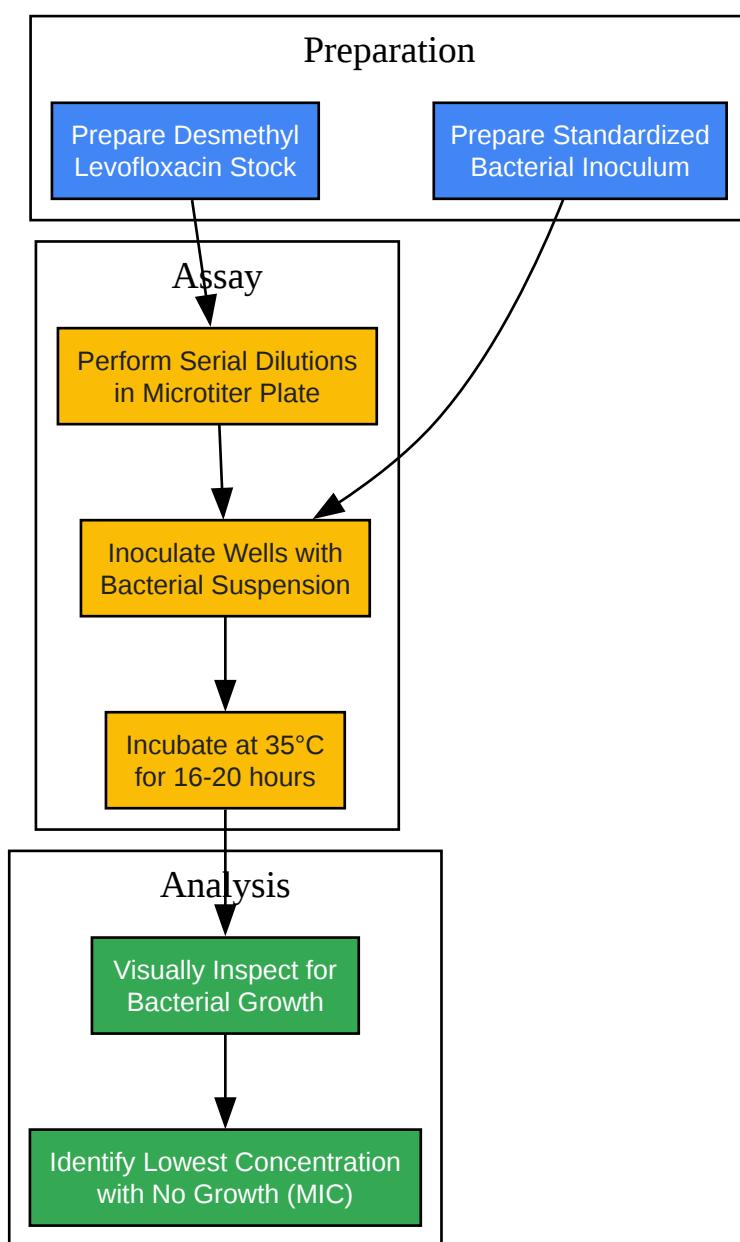 Preparation
Prepare Desmethyl
Levofloxacin Stock
Prepare Standardized
Bacterial Inoculum
Assay
Perform Serial Dilutions
in Microtiter Plate
Inoculate Wells with
Bacterial Suspension
Incubate at 35°C
for 16-20 hours
Analysis
Visually Inspect for
Bacterial Growth
Identify Lowest Concentration
with No Growth (MIC)